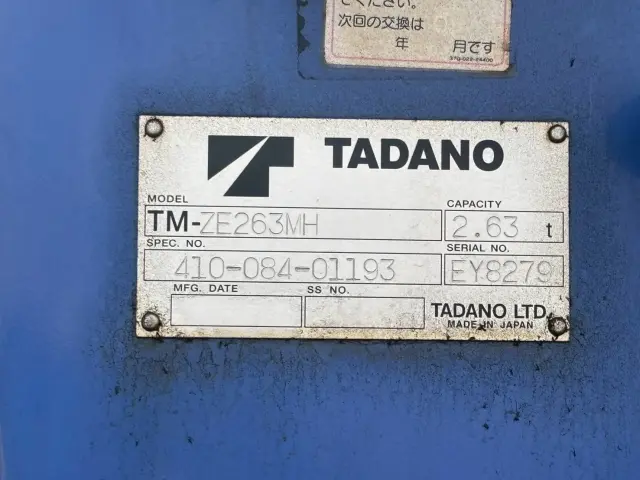 てください。
次回の交換は
年 月です
TADANO
MODEL
CAPACITY
TM-ZE263MH
2.63 t
SPEC. NO.
SERIAL NO.
410-084-01193
EY8279
MFG. DATE
SS NO.
TADANO LTD.
MADE IN JAPAN